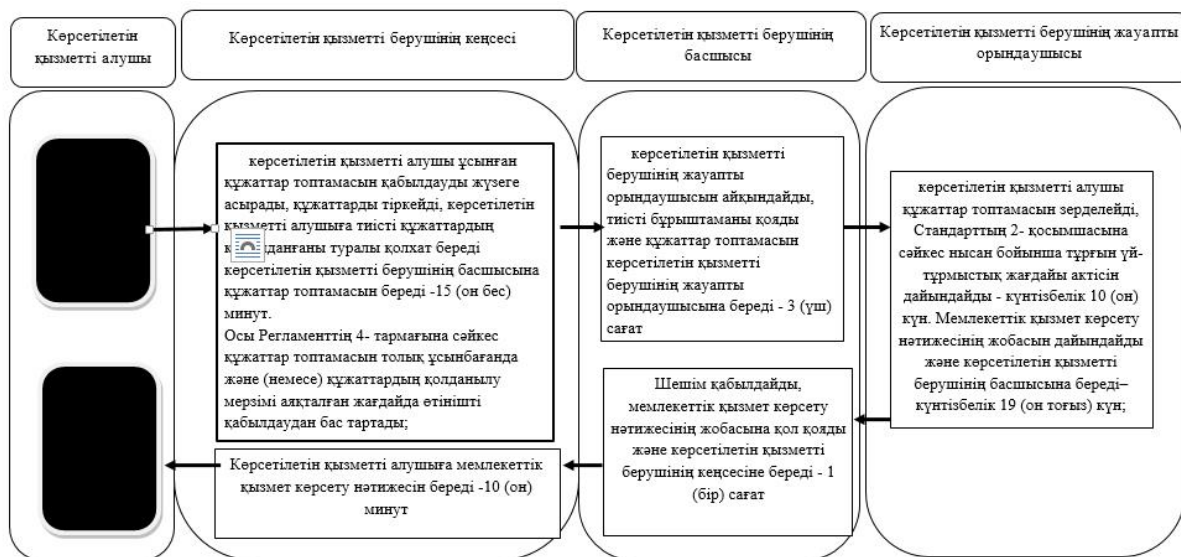 Көрсетілетін
қызметті алушы
Көрсетілетін қызметті берушінің кеңсесі
Көрсетілетін қызметті берушінің
басшысы
Көрсетілетін қызметті берушінің жауапты
орындаушысы
көрсетілетін қызметті алушы ұсынған
құжаттар топтамасын қабылдауды жүзеге
асырады, құжаттарды тіркейді, көрсетілетін
қызметті алушыға тиісті құжаттардың
туралы қолхат береді
көрсетілетін қызметті берушінің басшысына
құжаттар топтамасын береді -15 (он бес)
минут.
Осы Регламенттің 4- тармағына сәйкес
құжаттар топтамасын толық ұсынбағанда
және (немесе) құжаттардың қолданылу
мерзімі аяқталған жағдайда өтінішті
қабылдаудан бас тартады;
көрсетілетін қызметті
берушінің жауапты
орындаушысын айқындайды,
тиісті бұрыштаманы қояды
және құжаттар топтамасын
көрсетілетін қызметті
берушінің жауапты
орындаушысына береді - 3 (үш)
сағат
көрсетілетін қызметті алушы
құжаттар топтамасын зерделейді,
Стандарттың 2- қосымшасына
сәйкес нысан бойынша тұрғын үй-
тұрмыстық жағдайы актісін
дайындайды - күнтізбелік 10 (он)
күн. Мемлекеттік қызмет көрсету
нәтижесінің жобасын дайындайды
және көрсетілетін қызметті
берушінің басшысына береді–
күнтізбелік 19 (он тоғыз) күн;
Шешім қабылдайды,
мемлекеттік қызмет көрсету
нәтижесінің жобасына қол қояды
және көрсетілетін қызметті
берушінің кеңсесіне береді - 1
(бір) сағат
Көрсетілетін қызметті алушыға мемлекеттік
қызмет көрсету нәтижесін береді -10 (он)
минут